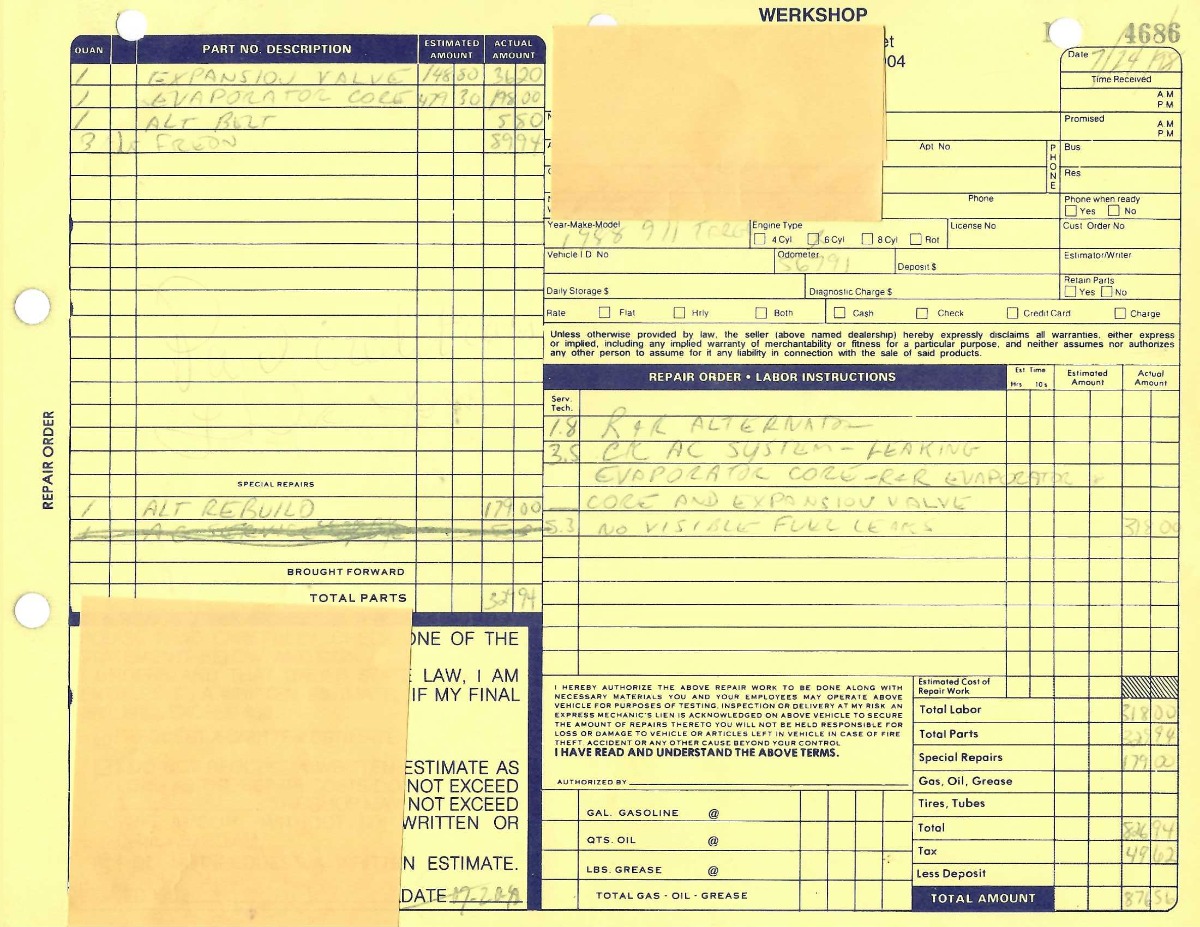 WERKSHOP
4686
et
004
Date 7/24/98
Time Received
A M
P M
Promised
A M
P M
Apt No
PHONE
Bus
Res
Phone
Phone when ready
Yes No
Year-Make-Model
1988 911
Engine Type
4 Cyl 6 Cyl 8 Cyl Rot
License No
Cust Order No
Vehicle I D No
Odometer
56791
Deposit $
Estimator/Writer
Daily Storage $
Diagnostic Charge $
Retain Parts
Yes No
Rate Flat Hrly Both Cash Check Credit Card Charge
Unless otherwise provided by law, the seller (above named dealership) hereby expressly disclaims all warranties, either express
or implied, including any implied warranty of merchantability or fitness for a particular purpose, and neither assumes nor authorizes
any other person to assume for it any liability in connection with the sale of said products.
QUAN PART NO. DESCRIPTION ESTIMATED AMOUNT ACTUAL AMOUNT
1 EXPANSION VALVE 148 80 36 20
1 EVAPORATOR CORE 479 30 198 00
1 ALT BELT 5 80
3 FREON 89 94
REPAIR ORDER
SPECIAL REPAIRS
1 ALT REBUILD 179 00
BROUGHT FORWARD
TOTAL PARTS 329 94
REPAIR ORDER • LABOR INSTRUCTIONS
Est Time
Hrs 10's
Estimated Amount
Actual Amount
Serv. Tech.
1.8 R & R ALTERNATOR
3.5 CK AC SYSTEM - LEAKING
EVAPORATOR CORE - R&R EVAPORATOR
CORE AND EXPANSION VALVE
5.3 NO VISIBLE FUEL LEAKS 318 00
ONE OF THE
LAW, I AM
IF MY FINAL
ESTIMATE AS
NOT EXCEED
NOT EXCEED
WRITTEN OR
N ESTIMATE.
DATE
I HEREBY AUTHORIZE THE ABOVE REPAIR WORK TO BE DONE ALONG WITH
NECESSARY MATERIALS YOU AND YOUR EMPLOYEES MAY OPERATE ABOVE
VEHICLE FOR PURPOSES OF TESTING, INSPECTION OR DELIVERY AT MY RISK AN
EXPRESS MECHANIC'S LIEN IS ACKNOWLEDGED ON ABOVE VEHICLE TO SECURE
THE AMOUNT OF REPAIRS THERETO YOU WILL NOT BE HELD RESPONSIBLE FOR
LOSS OR DAMAGE TO VEHICLE OR ARTICLES LEFT IN VEHICLE IN CASE OF FIRE
THEFT ACCIDENT OR ANY OTHER CAUSE BEYOND YOUR CONTROL
I HAVE READ AND UNDERSTAND THE ABOVE TERMS.
AUTHORIZED BY
GAL. GASOLINE @
QTS. OIL @
LBS. GREASE @
TOTAL GAS - OIL - GREASE
Estimated Cost of Repair Work
Total Labor 318 00
Total Parts 329 94
Special Repairs 179 00
Gas, Oil, Grease
Tires, Tubes
Total 826 94
Tax 49 62
Less Deposit
TOTAL AMOUNT 876 56